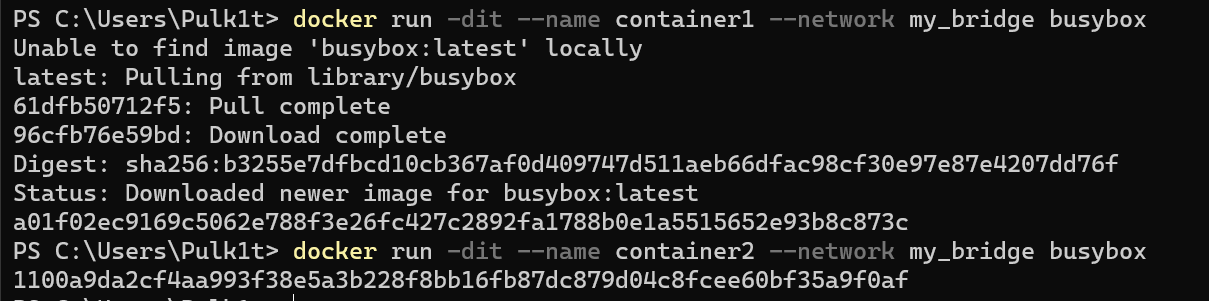 PS C:\Users\Pulk1t> docker run -dit --name container1 --network my_bridge busybox
Unable to find image 'busybox:latest' locally
latest: Pulling from library/busybox
61dfb50712f5: Pull complete
96cfb76e59bd: Download complete
Digest: sha256:b3255e7dfbcd10cb367af0d409747d511aeb66dfac98cf30e97e87e4207dd76f
Status: Downloaded newer image for busybox:latest
a01f02ec9169c5062e788f3e26fc427c2892fa1788b0e1a5515652e93b8c873c
PS C:\Users\Pulk1t> docker run -dit --name container2 --network my_bridge busybox
1100a9da2cf4aa993f38e5a3b228f8bb16fb87dc879d04c8fcee60bf35a9f0af